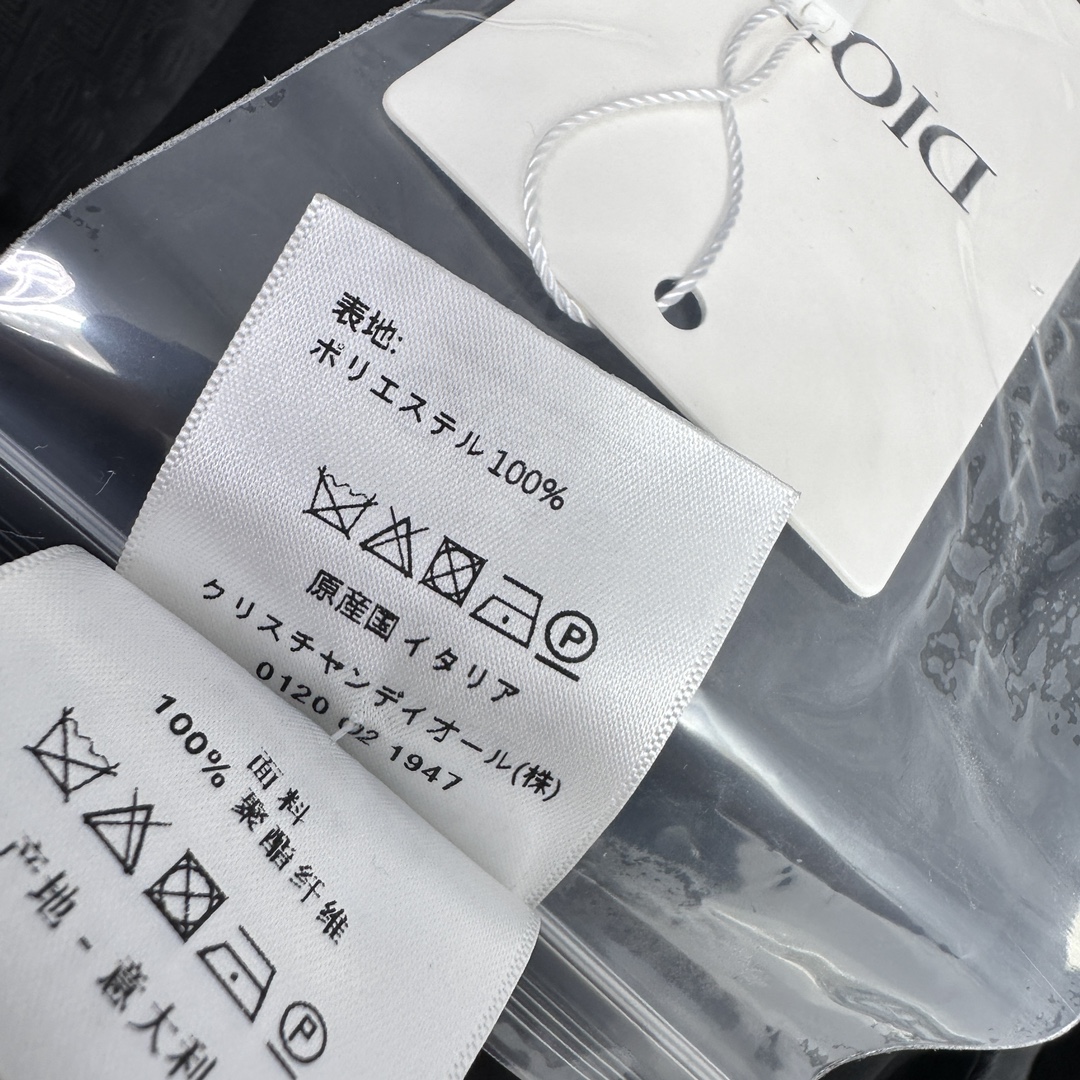 DIOR
表地:
ポリエステル 100%
P
原産国 イタリア
クリスチャンディオール(株)
0120 02 1947
面料
100% 聚酯纤维
P
产地 - 意大利